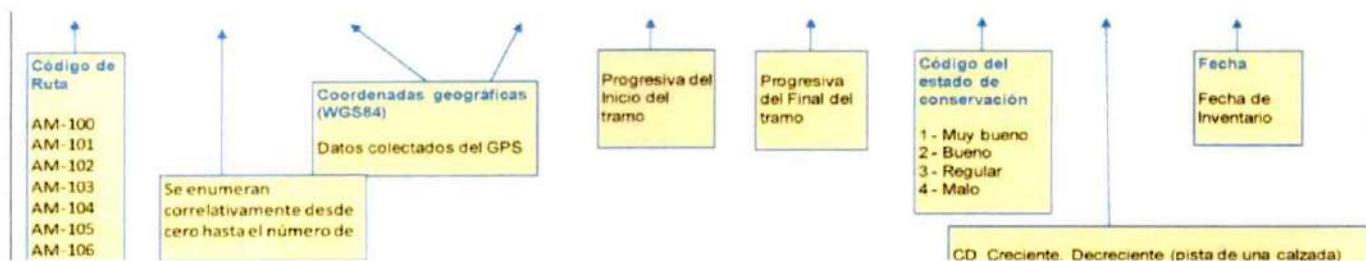 Código de
Ruta
AM-100
AM-101
AM-102
AM-103
AM-104
AM-105
AM-106
Se enumeran
correlativamente desde
cero hasta el número de
Coordenadas geográficas
(WGS84)
Datos colectados del GPS
Progresiva del
Inicio del
tramo
Progresiva
del Final del
tramo
Código del
estado de
conservación
1 - Muy bueno
2 - Bueno
3 - Regular
4 - Malo
CD Creciente, Decreciente (pista de una calzada)
Fecha
Fecha de
Inventario